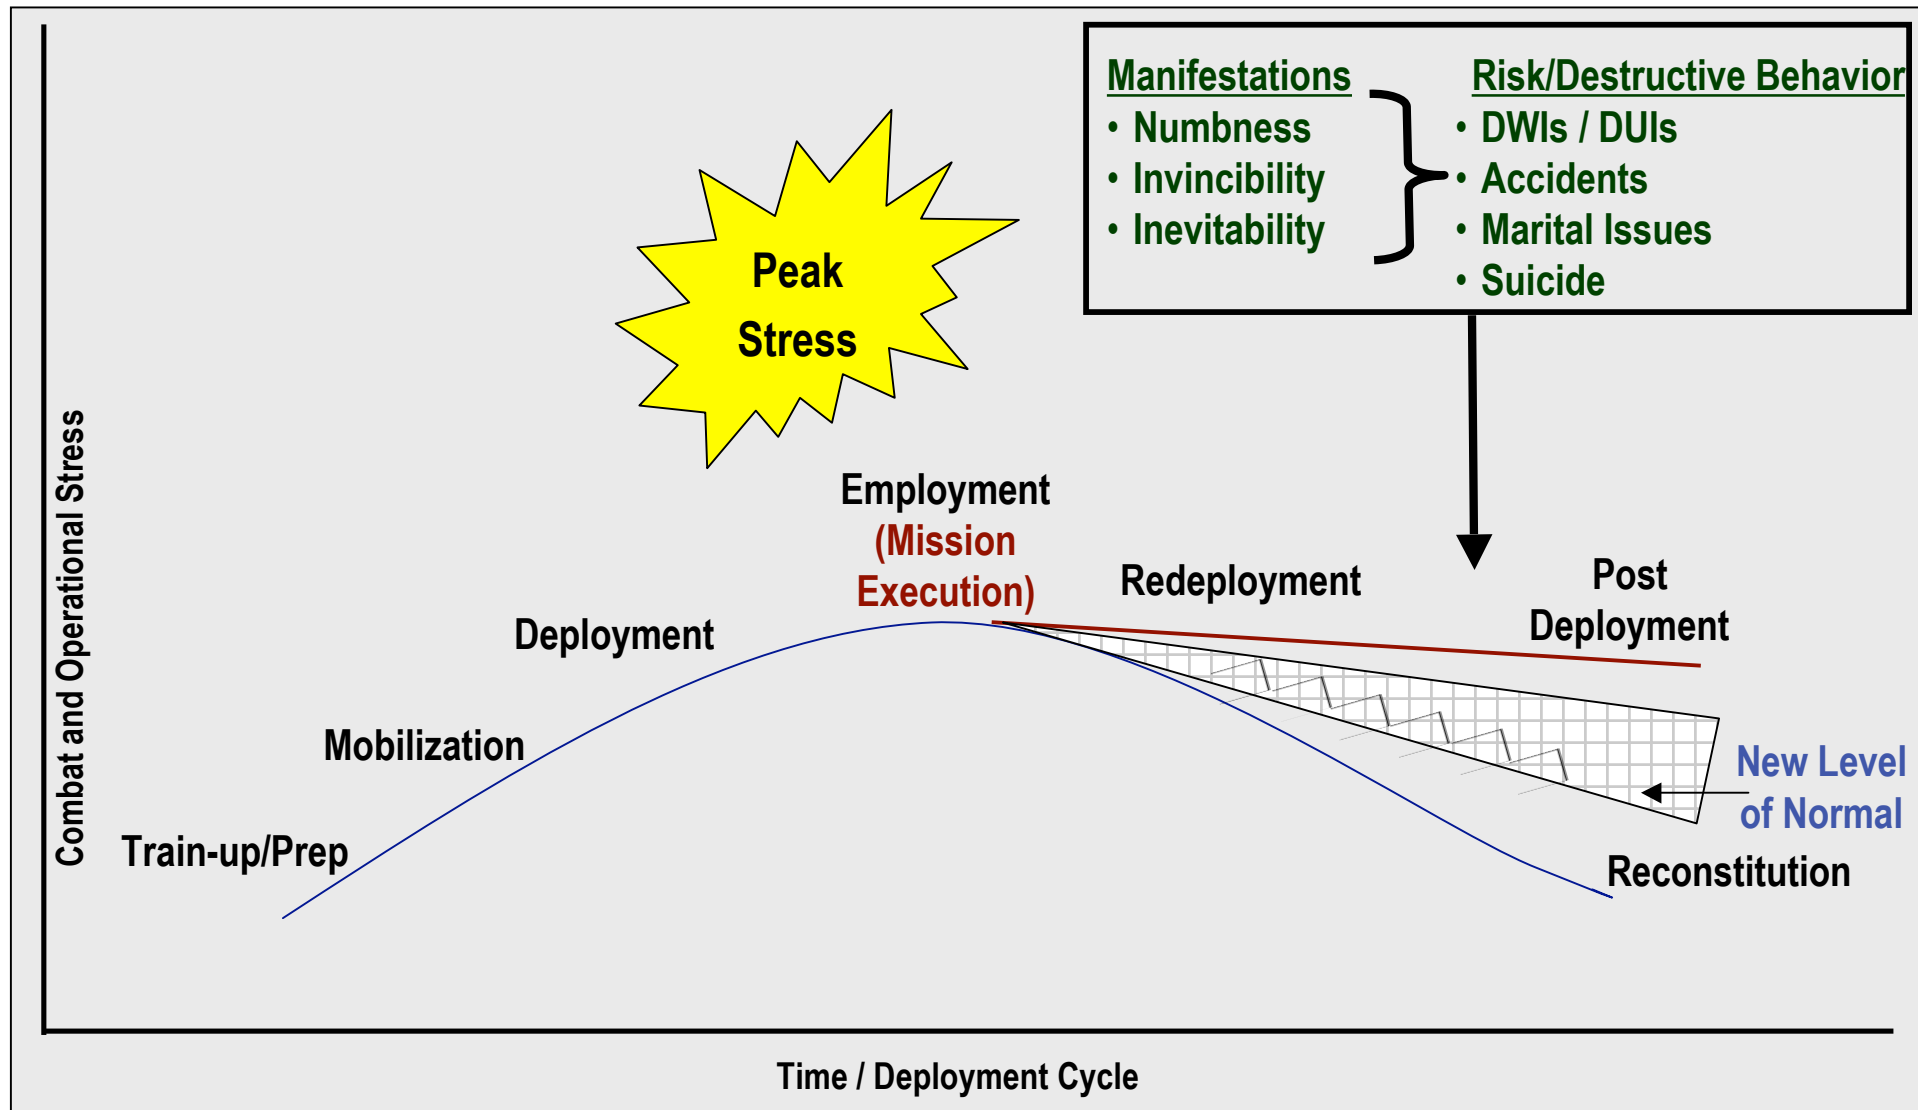 Manifestations
• Numbness
• Invincibility
• Inevitability
Risk/Destructive Behavior
• DWIs / DUIs
• Accidents
• Marital Issues
• Suicide
Peak
Stress
Combat and Operational Stress
Train-up/Prep
Mobilization
Deployment
Employment
(Mission
Execution)
Redeployment
Post
Deployment
New Level
of Normal
Reconstitution
Time / Deployment Cycle